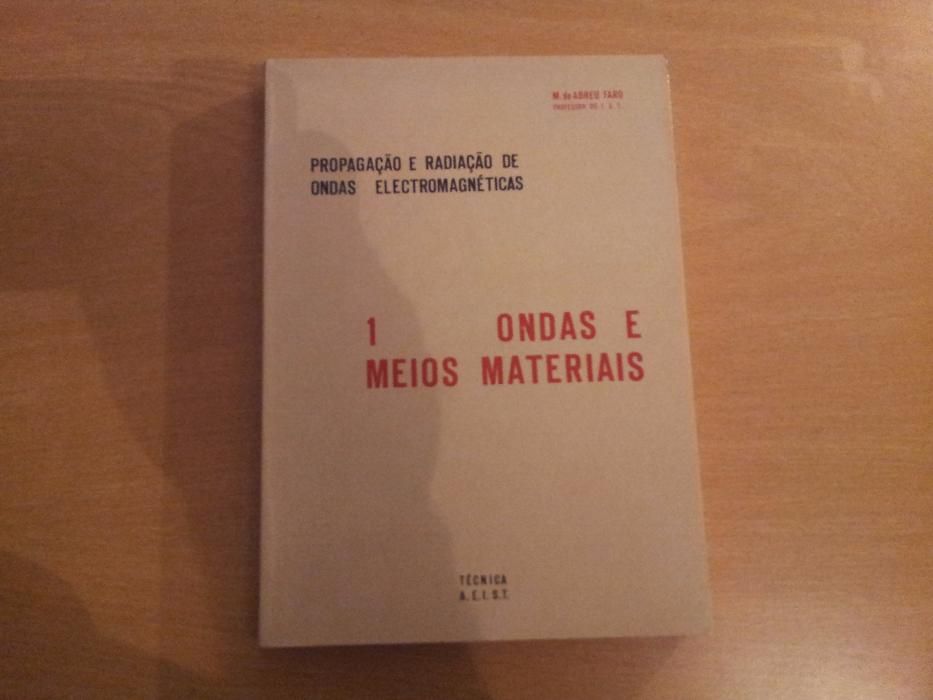 M. de ABREU FARO
PROFESSOR DO I. S. T.
PROPAGAÇÃO E RADIAÇÃO DE
ONDAS ELECTROMAGNÉTICAS
1 ONDAS E
MEIOS MATERIAIS
TÉCNICA
A. E. I. S. T.